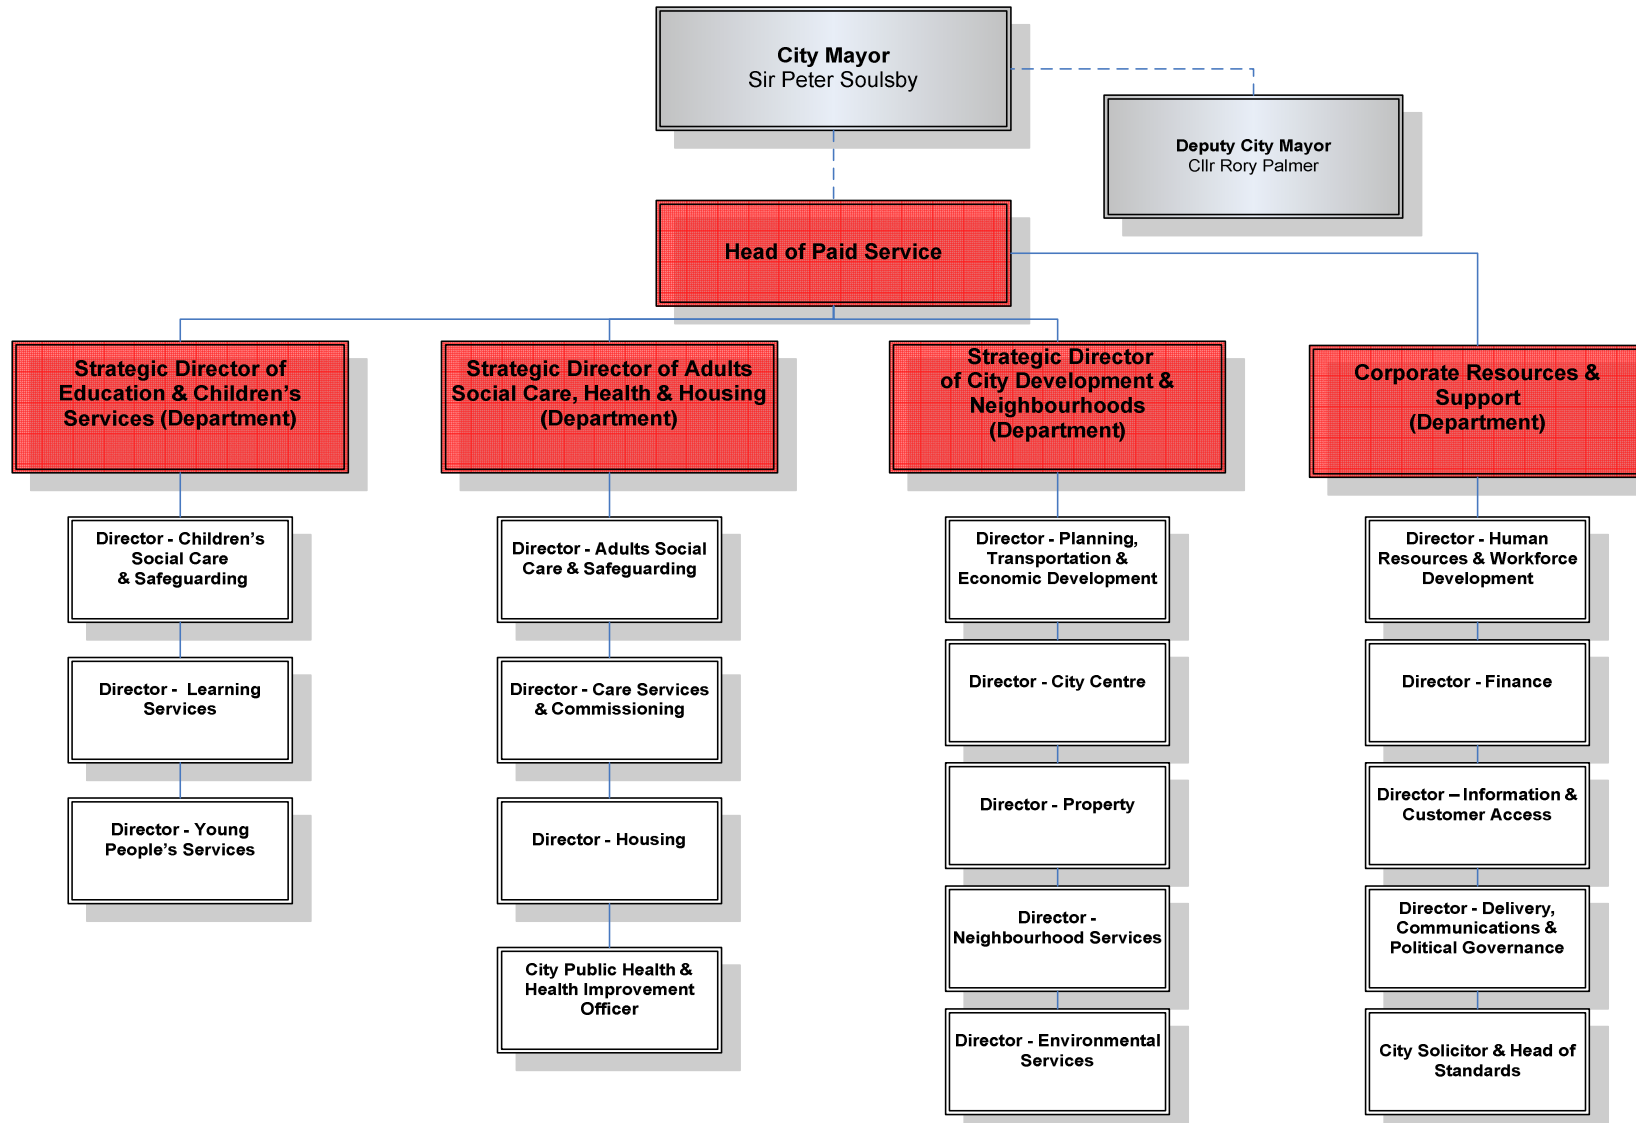 City Mayor
Sir Peter Soulsby
Deputy City Mayor
Cllr Rory Palmer
Head of Paid Service
Strategic Director of
Education & Children’s
Services (Department)
Strategic Director of Adults
Social Care, Health & Housing
(Department)
Strategic Director
of City Development &
Neighbourhoods
(Department)
Corporate Resources &
Support
(Department)
Director - Children’s
Social Care
& Safeguarding
Director - Learning
Services
Director - Young
People’s Services
Director - Adults Social
Care & Safeguarding
Director - Care Services
& Commissioning
Director - Housing
City Public Health &
Health Improvement
Officer
Director - Planning,
Transportation &
Economic Development
Director - City Centre
Director - Property
Director -
Neighbourhood Services
Director - Environmental
Services
Director - Human
Resources & Workforce
Development
Director - Finance
Director – Information &
Customer Access
Director - Delivery,
Communications &
Political Governance
City Solicitor & Head of
Standards